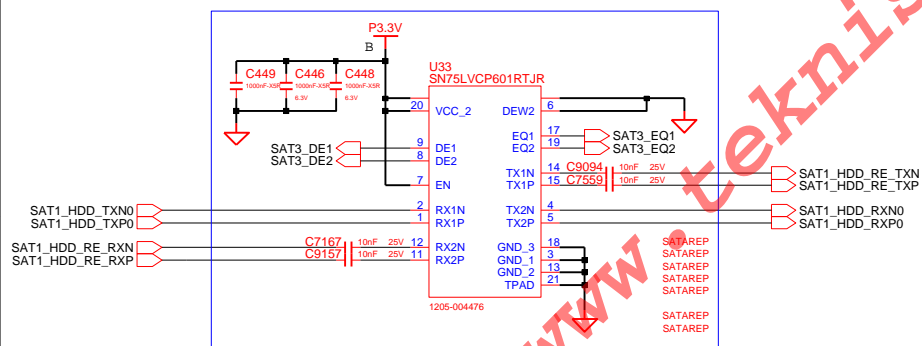 P3.3V
B
C449
1000nF-X5R
C446
1000nF-X5R
6.3V
C448
1000nF-X5R
6.3V
U33
SN75LVCP601RTJR
20 VCC_2
DEW2 6
SAT3_DE1 9 DE1
SAT3_DE2 8 DE2
EQ1 17 SAT3_EQ1
EQ2 19 SAT3_EQ2
7 EN
TX1N 14 C9094 10nF 25V SAT1_HDD_RE_TXN
TX1P 15 C7559 10nF 25V SAT1_HDD_RE_TXP
SAT1_HDD_TXN0 2 RX1N
SAT1_HDD_TXP0 1 RX1P
TX2N 4 SAT1_HDD_RXN0
TX2P 5 SAT1_HDD_RXP0
SAT1_HDD_RE_RXN C7167 10nF 25V 12 RX2N
SAT1_HDD_RE_RXP C9157 10nF 25V 11 RX2P
GND_3 18
GND_1 3
GND_2 13
TPAD 21
SATAREP
SATAREP
SATAREP
SATAREP
SATAREP
SATAREP
SATAREP
1205-004476
www.teknis